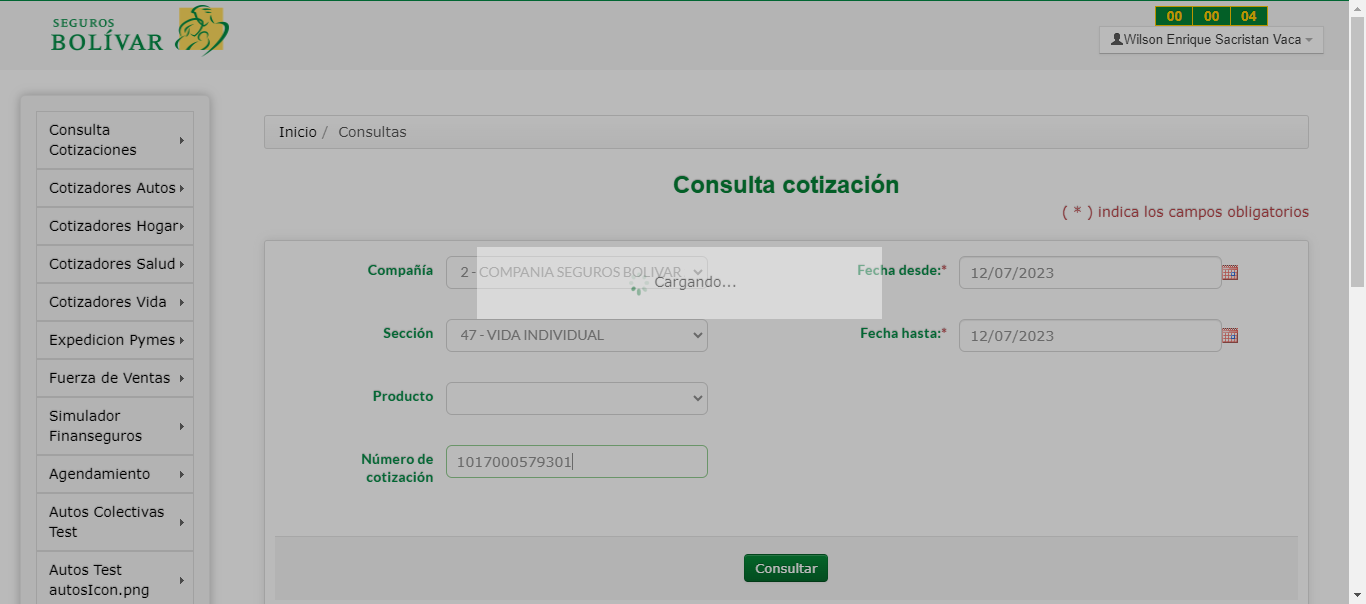 SEGUROS
BOLÍVAR
00 00 04
Wilson Enrique Sacristan Vaca
Consulta
Cotizaciones
Cotizadores Autos
Cotizadores Hogar
Cotizadores Salud
Cotizadores Vida
Expedicion Pymes
Fuerza de Ventas
Simulador
Finanseguros
Agendamiento
Autos Colectivas
Test
Autos Test
autosIcon.png
Inicio / Consultas
Consulta cotización
( * ) indica los campos obligatorios
Compañía 2 - COMPANIA SEGUROS BOLIVAR Fecha desde:* 12/07/2023
Cargando...
Sección 47 - VIDA INDIVIDUAL Fecha hasta:* 12/07/2023
Producto
Número de
cotización
1017000579301
Consultar